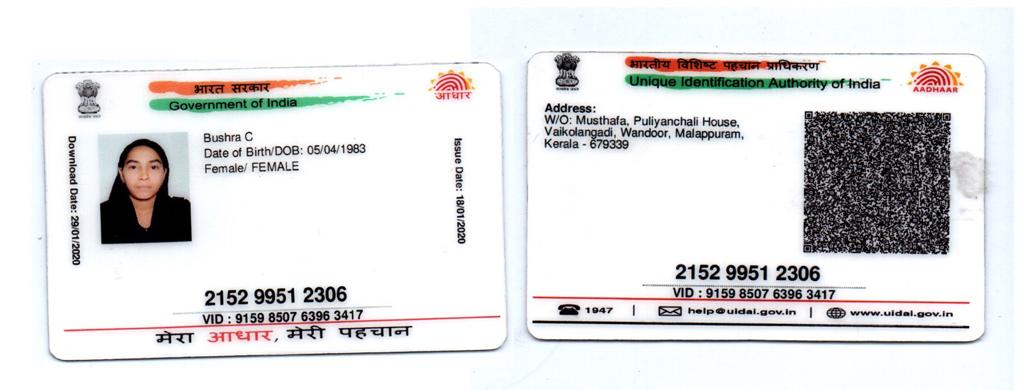 भारत सरकार
Government of India
आधार
Download Date: 29/01/2020
Bushra C
Date of Birth/DOB: 05/04/1983
Female/ FEMALE
Issue Date: 18/01/2020
2152 9951 2306
VID : 9159 8507 6396 3417
मेरा आधार, मेरी पहचान
भारतीय विशिष्ट पहचान प्राधिकरण
Unique Identification Authority of India
AADHAAR
Address:
W/O: Musthafa, Puliyanchali House,
Vaikolangadi, Wandoor, Malappuram,
Kerala - 679339
2152 9951 2306
VID : 9159 8507 6396 3417
1947 | help@uidai.gov.in | www.uidai.gov.in